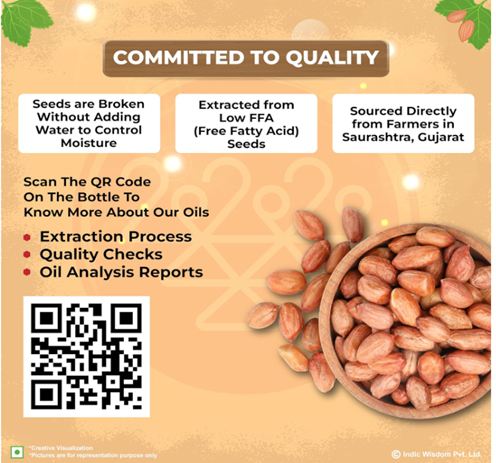 COMMITTED TO QUALITY
Seeds are Broken
Without Adding
Water to Control
Moisture
Extracted from
Low FFA
(Free Fatty Acid)
Seeds
Sourced Directly
from Farmers in
Saurashtra, Gujarat
Scan The QR Code
On The Bottle To
Know More About Our Oils
Extraction Process
Quality Checks
Oil Analysis Reports
*Creative Visualization
*Pictures are for representation purpose only
© Indic Wisdom Pvt. Ltd.